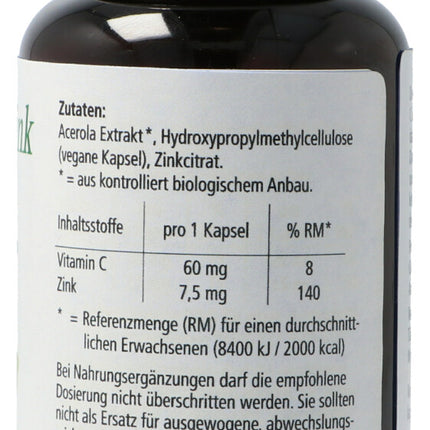 Zutaten:
Acerola Extrakt*, Hydroxypropylmethylcellulose
(vegane Kapsel), Zinkcitrat.
* = aus kontrolliert biologischem Anbau.
Inhaltsstoffe pro 1 Kapsel % RM*
Vitamin C 60 mg 8
Zink 7,5 mg 140
* = Referenzmenge (RM) für einen durchschnitt-
lichen Erwachsenen (8400 kJ / 2000 kcal)
Bei Nahrungsergänzungen darf die empfohlene
Dosierung nicht überschritten werden. Sie sollten
nicht als Ersatz für ausgewogene, abwechslungs-